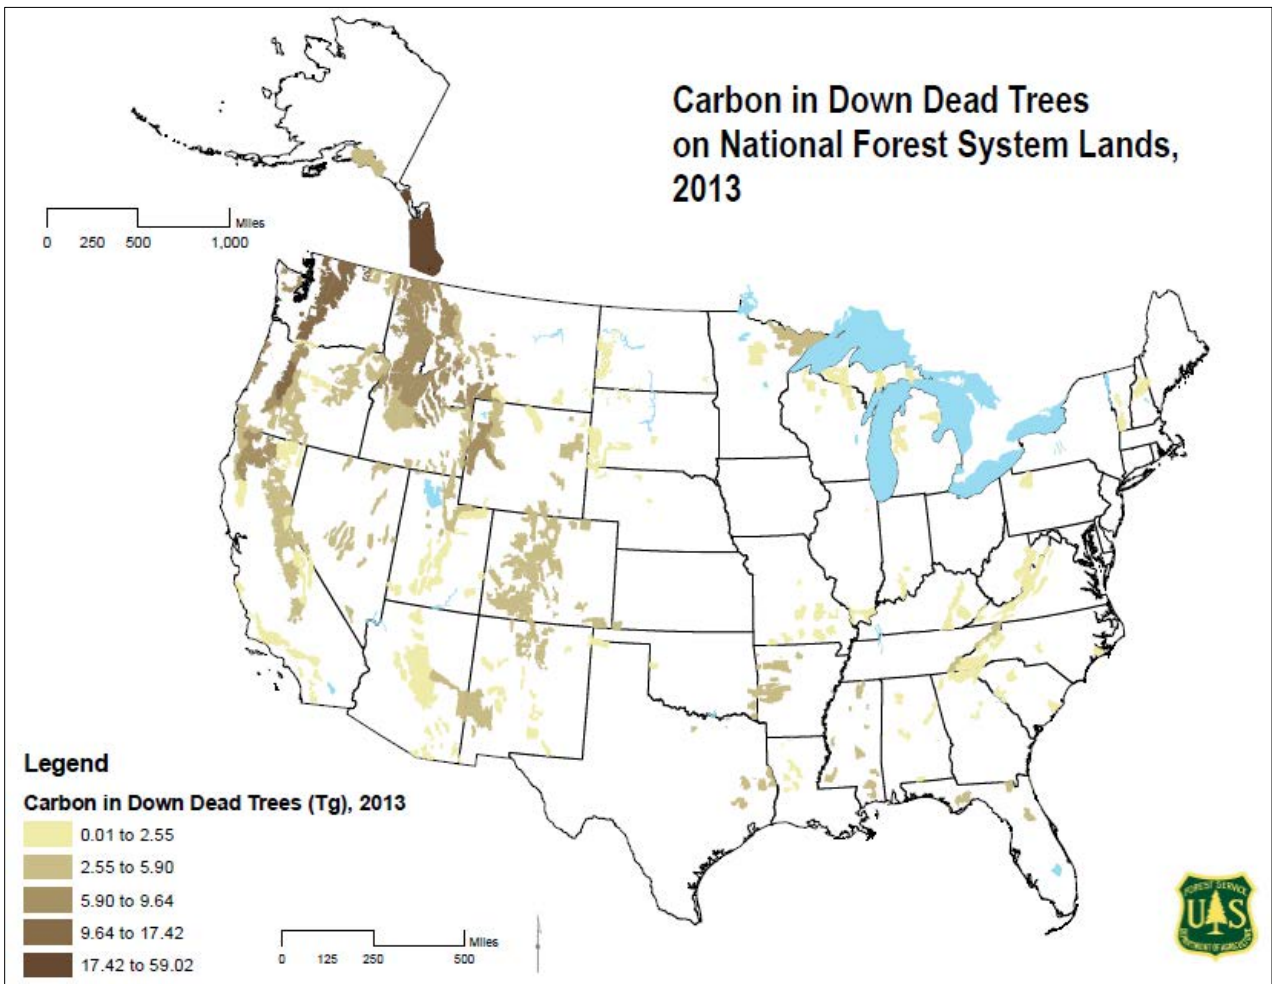 Carbon in Down Dead Trees
on National Forest System Lands,
2013
Miles
0 250 500 1,000
Legend
Carbon in Down Dead Trees (Tg), 2013
0.01 to 2.55
2.55 to 5.90
5.90 to 9.64
9.64 to 17.42
17.42 to 59.02
Miles
0 125 250 500
FOREST SERVICE
U S
DEPARTMENT OF AGRICULTURE